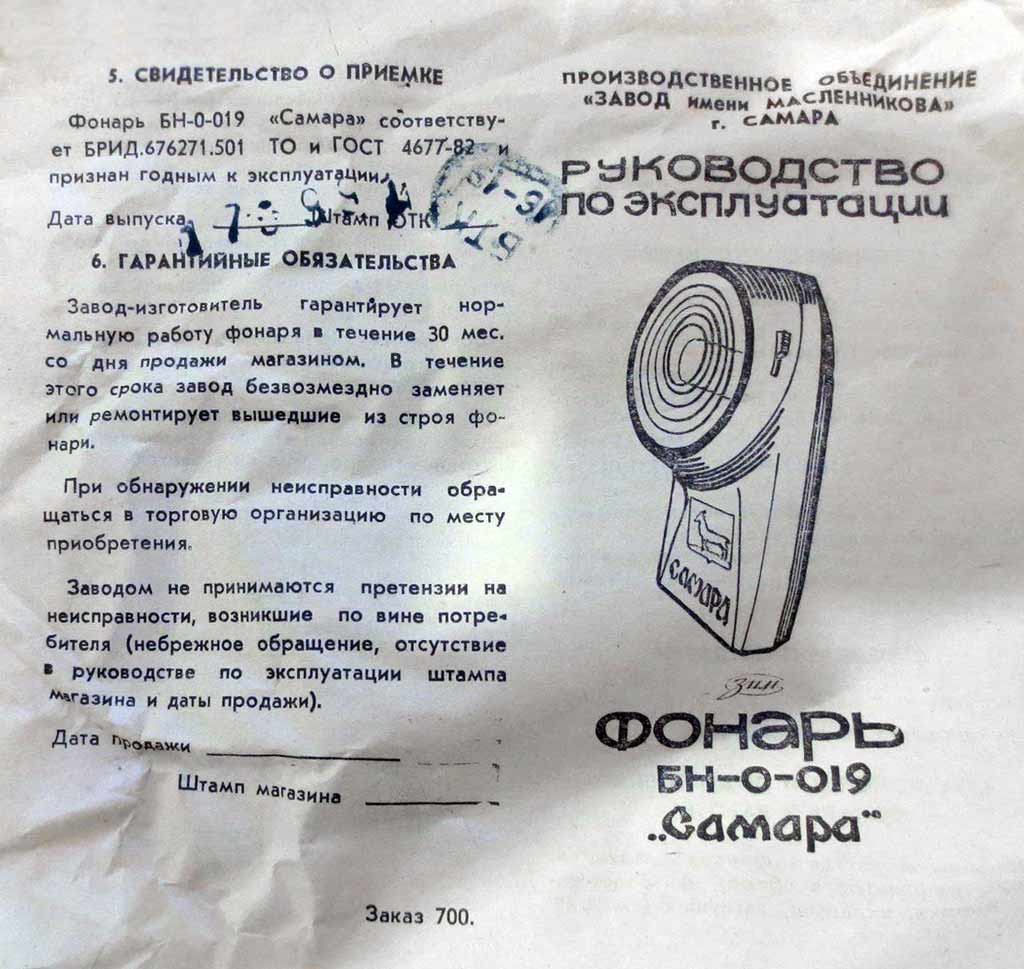 5. СВИДЕТЕЛЬСТВО О ПРИЕМКЕ
Фонарь БН-0-019 «Самара» соответству-
ет БРИД.676271.501 ТО и ГОСТ 4677-82 и
признан годным к эксплуатации.
Дата выпуска Штамп ОТК
6. ГАРАНТИЙНЫЕ ОБЯЗАТЕЛЬСТВА
Завод-изготовитель гарантирует нор-
мальную работу фонаря в течение 30 мес.
со дня продажи магазином. В течение
этого срока завод безвозмездно заменяет
или ремонтирует вышедшие из строя фо-
нари.
При обнаружении неисправности обра-
щаться в торговую организацию по месту
приобретения.
Заводом не принимаются претензии на
неисправности, возникшие по вине потре-
бителя (небрежное обращение, отсутствие
в руководстве по эксплуатации штампа
магазина и даты продажи).
Дата продажи
Штамп магазина
Заказ 700.
ПРОИЗВОДСТВЕННОЕ ОБЪЕДИНЕНИЕ
«ЗАВОД имени МАСЛЕННИКОВА»
г. САМАРА
РУКОВОДСТВО
ПО ЭКСПЛУАТАЦИИ
САМАРА
ЗИМ
ФОНАРЬ
БН-0-019
„Самара“